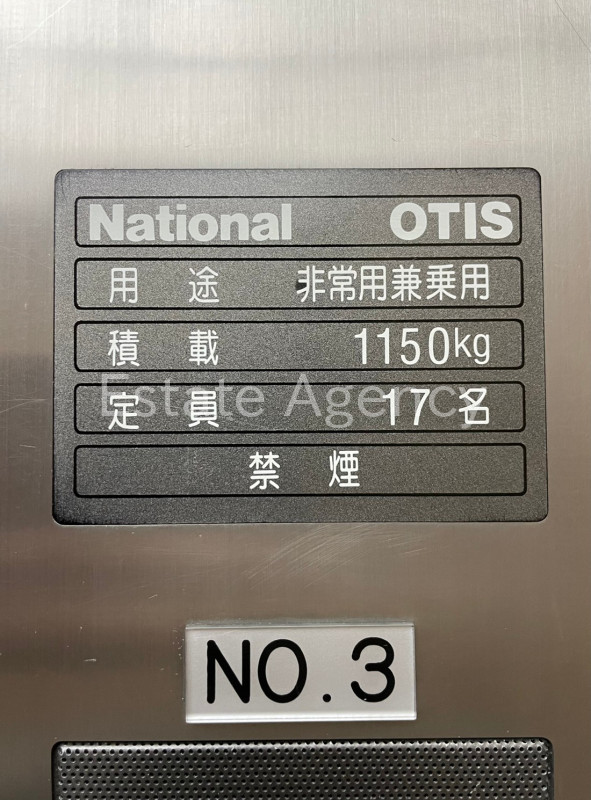 National OTIS
用途 非常用兼乗用
積載 1150kg
定員 17名
Estate Agency
禁煙
NO.3